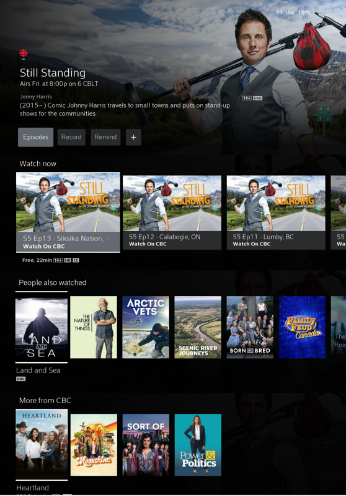 Still Standing
Airs Fri. at 8:00p on 6 CBLT
Jonny Harris
(2015–) Comic Johnny Harris travels to small towns and puts on stand-up
shows for the communities.
Episodes Record Remind +
Watch now
STILL STANDING
STILL STANDING
STILL STANDING
S5 Ep13 - Siksika Nation, -
Watch On CBC
S5 Ep12 - Calabogie, ON
Watch On CBC
S5 Ep11 - Lumby, BC
Watch On CBC
Free, 22min
People also watched
LAND AND SEA
THE NATURE OF THINGS
ARCTIC VETS
SCENIC RIVER JOURNEYS
BORN AND BRED
FAMILY FEUD Canada
Land and Sea
More from CBC
HEARTLAND
SORT OF
Power & Politics
Heartland